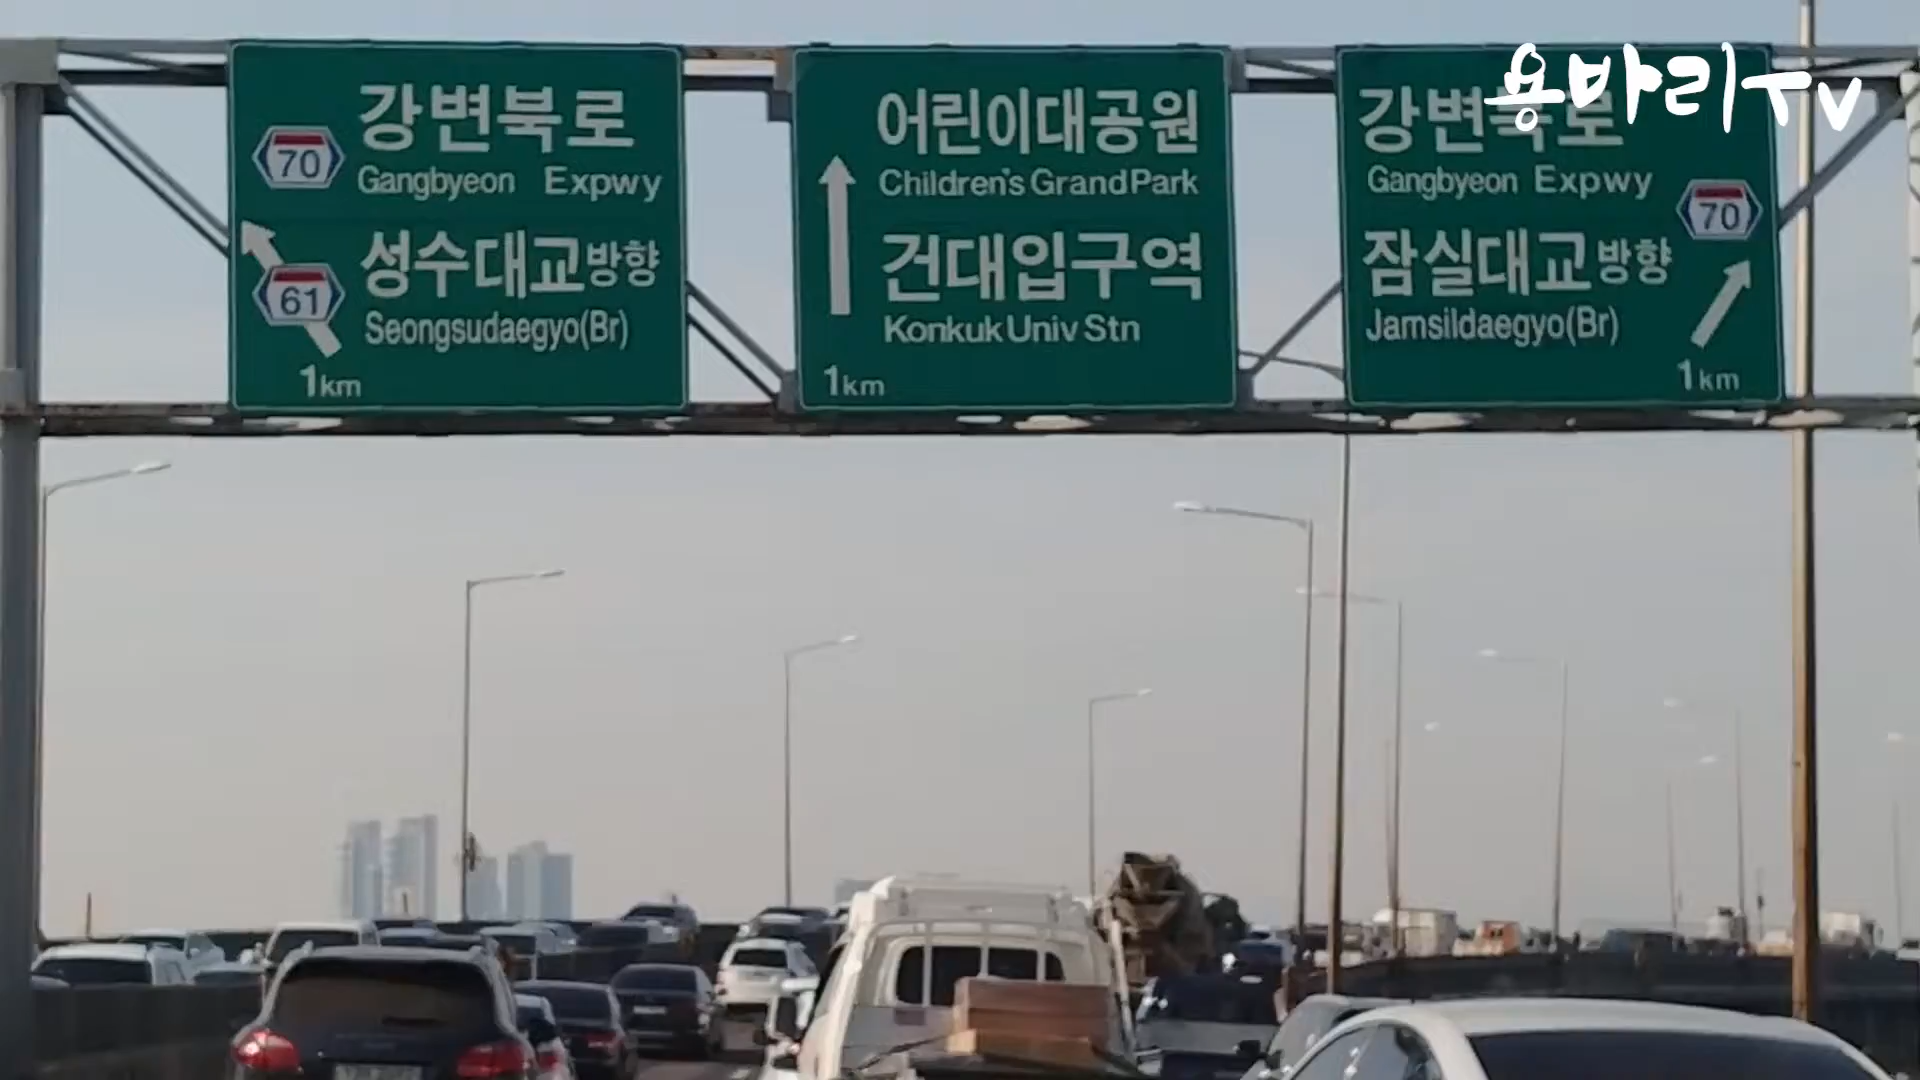 용바리TV
70
강변북로
Gangbyeon Expwy
61
성수대교방향
Seongsudaegyo(Br)
1km
어린이대공원
Children's Grand Park
건대입구역
Konkuk Univ Stn
1km
강변북로
Gangbyeon Expwy
70
잠실대교방향
Jamsildaegyo(Br)
1km